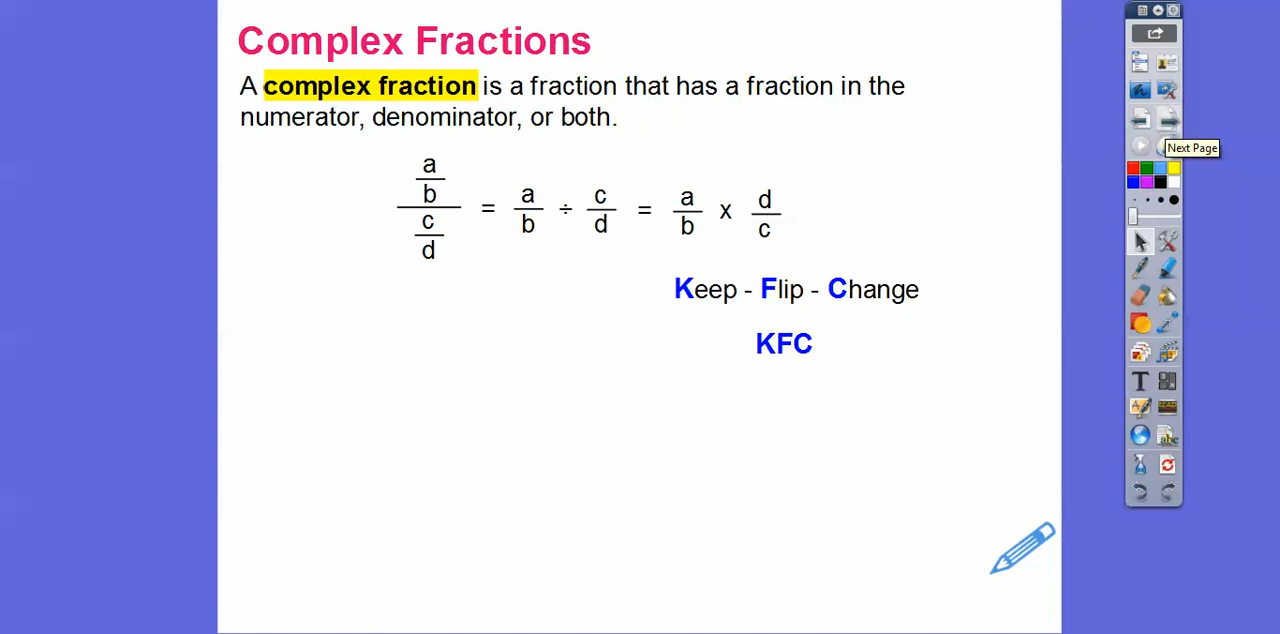 Complex Fractions
A complex fraction is a fraction that has a fraction in the
numerator, denominator, or both.
a/b / c/d = a/b ÷ c/d = a/b x d/c
Keep - Flip - Change
KFC
Next Page